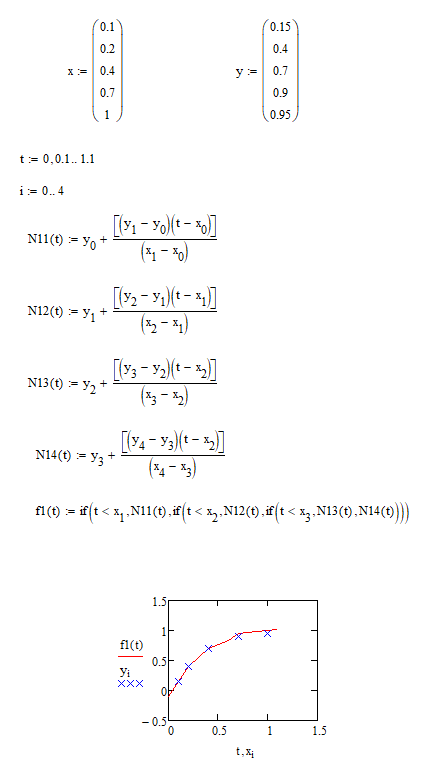 x := (0.1 0.2 0.4 0.7 1) y := (0.15 0.4 0.7 0.9 0.95)
t := 0, 0.1 .. 1.1
i := 0 .. 4
N11(t) := y₀ + [(y₁ − y₀)(t − x₀)] / (x₁ − x₀)
N12(t) := y₁ + [(y₂ − y₁)(t − x₁)] / (x₂ − x₁)
N13(t) := y₂ + [(y₃ − y₂)(t − x₂)] / (x₃ − x₂)
N14(t) := y₃ + [(y₄ − y₃)(t − x₂)] / (x₄ − x₃)
f1(t) := if(t < x₁, N11(t), if(t < x₂, N12(t), if(t < x₃, N13(t), N14(t))))
1.5
1
f1(t)
0.5
yᵢ
0
−0.5
0 0.5 1 1.5
t, xᵢ